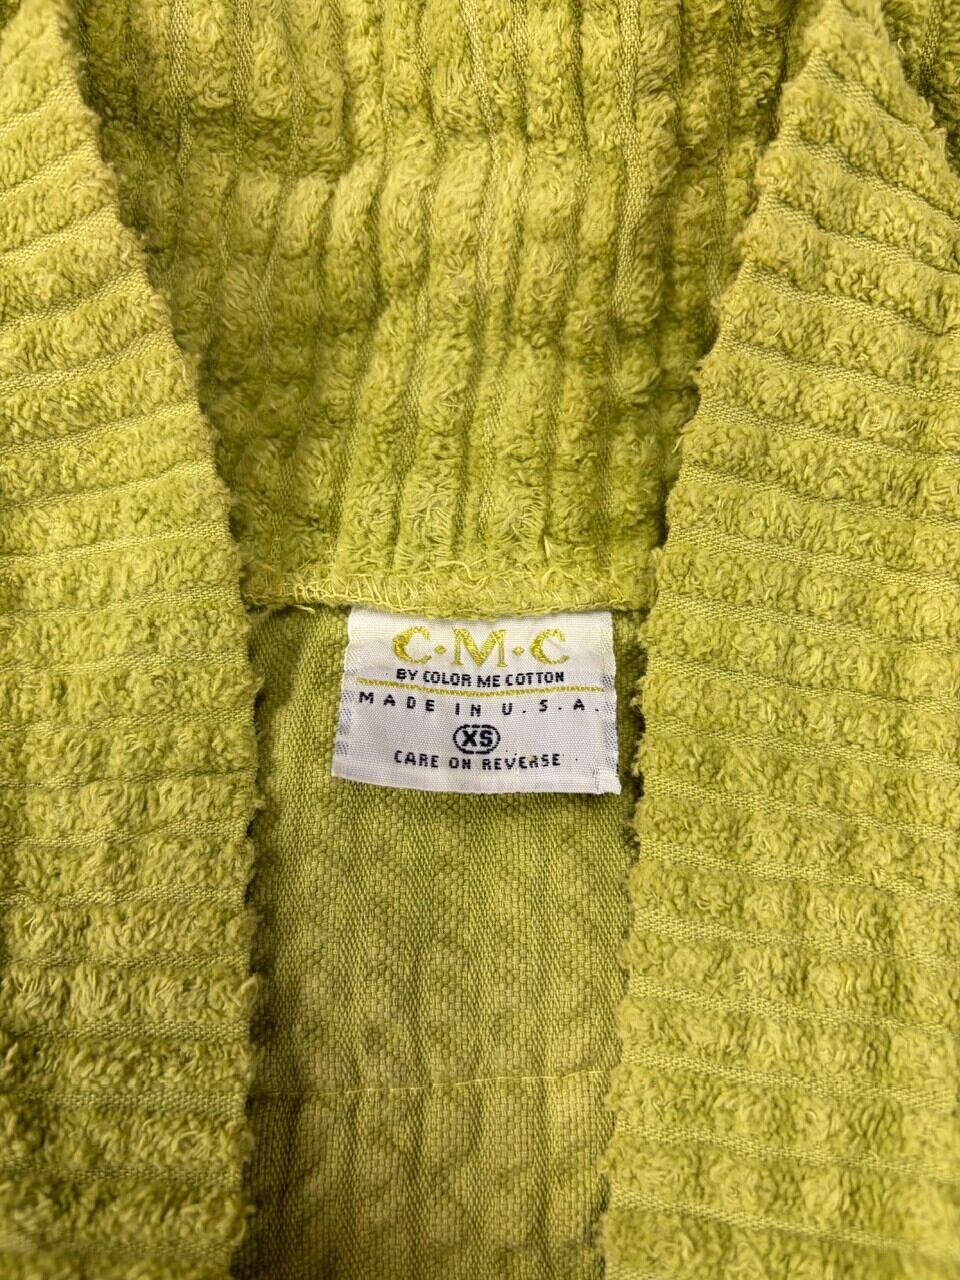 C·M·C
BY COLOR ME COTTON
MADE IN U.S.A.
XS
CARE ON REVERSE